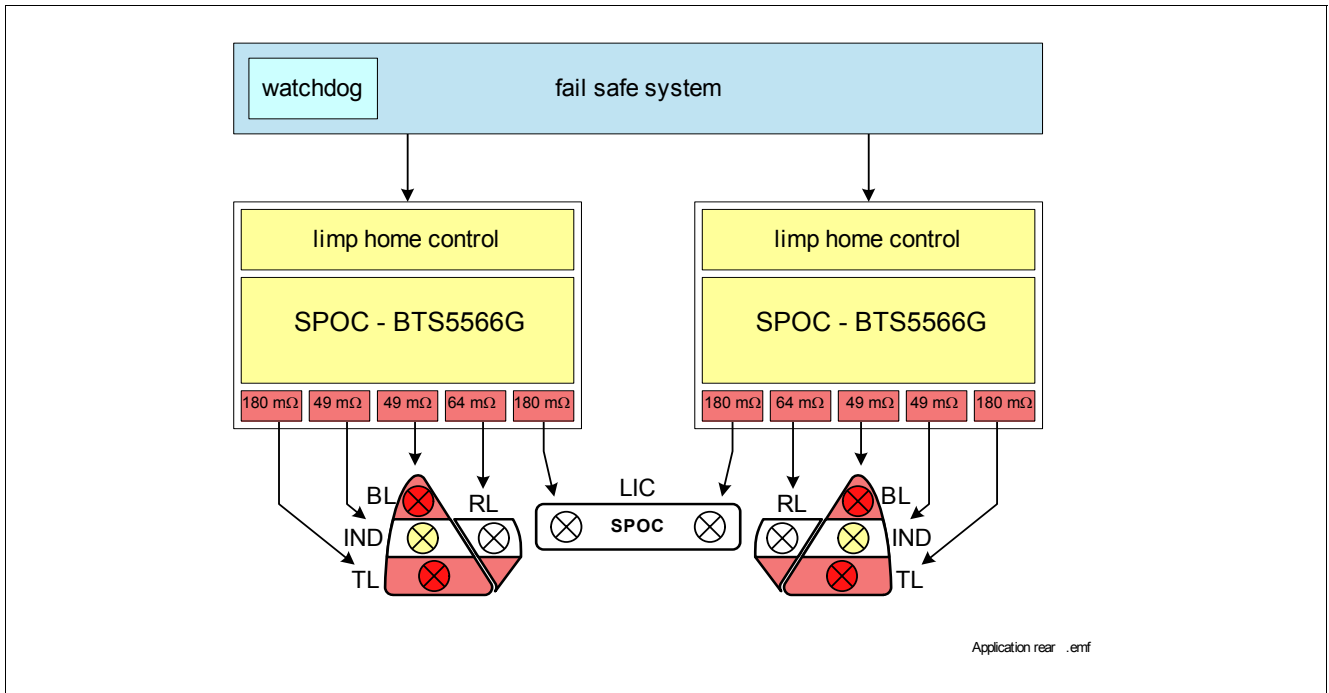 watchdog
fail safe system
limp home control
limp home control
SPOC - BTS5566G
SPOC - BTS5566G
180 mΩ 49 mΩ 49 mΩ 64 mΩ 180 mΩ
180 mΩ 64 mΩ 49 mΩ 49 mΩ 180 mΩ
BL
RL
IND
TL
LIC
SPOC
RL
BL
IND
TL
Application rear .emf